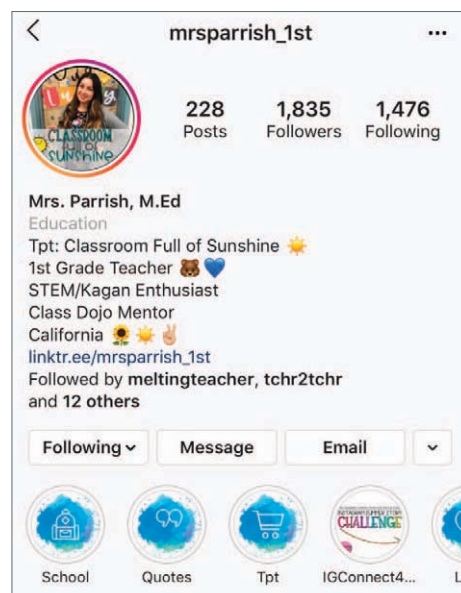 mrsparrish_1st
228 1,835 1,476
Posts Followers Following
CLASSROOM
full of
SUNSHINE
Mrs. Parrish, M.Ed
Education
Tpt: Classroom Full of Sunshine ☀️
1st Grade Teacher 🐻💙
STEM/Kagan Enthusiast
Class Dojo Mentor
California 🌻☀️✌🏼
linktr.ee/mrsparrish_1st
Followed by meltingteacher, tchr2tchr
and 12 others
Following Message Email
CHALLENGE
School Quotes Tpt IGConnect4...